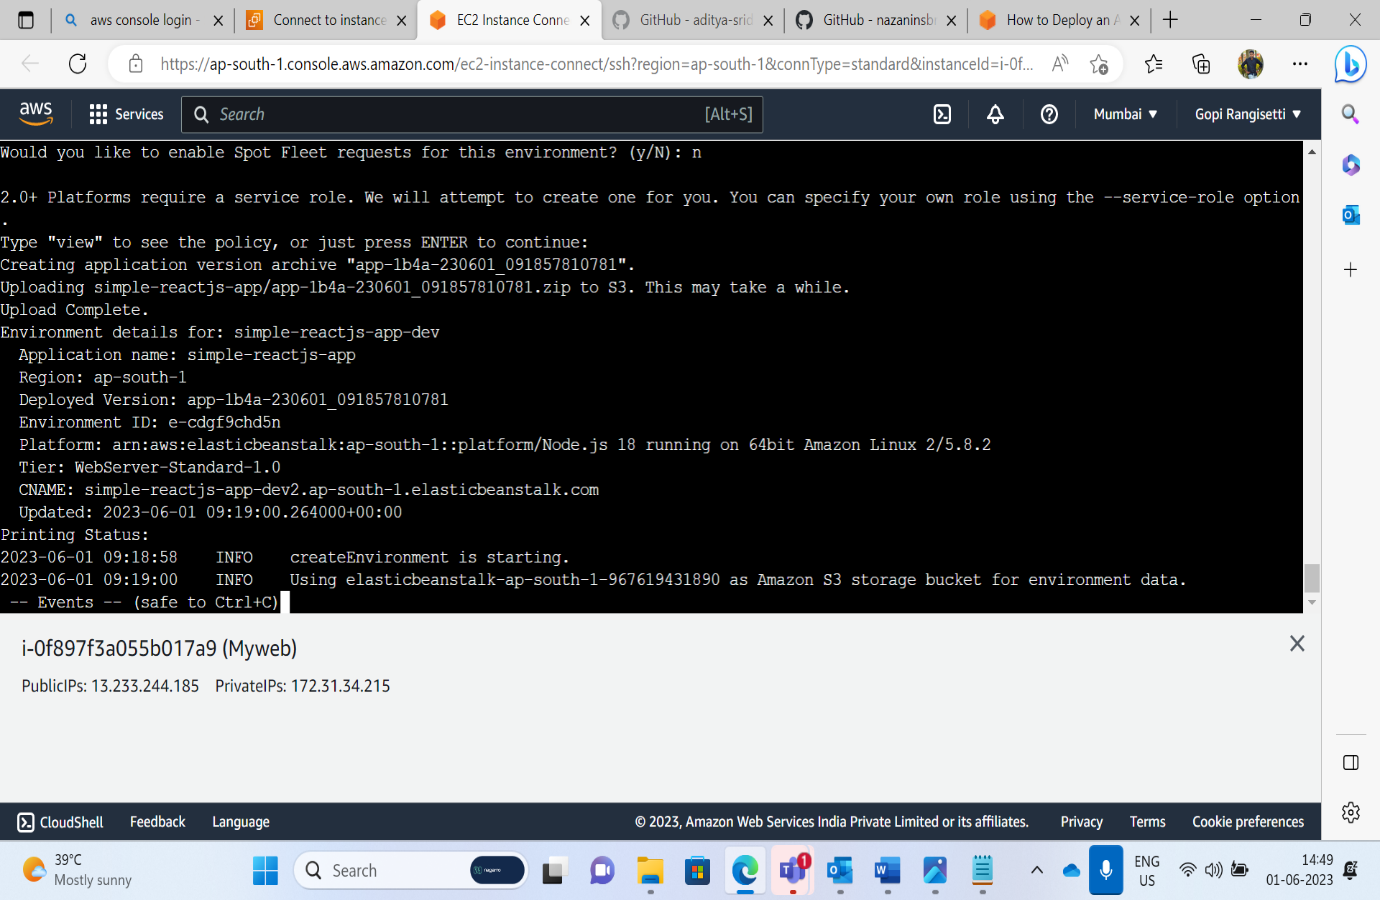 aws console login -
Connect to instance
EC2 Instance Conne
GitHub - aditya-srid
GitHub - nazaninsb
How to Deploy an A
https://ap-south-1.console.aws.amazon.com/ec2-instance-connect/ssh?region=ap-south-1&connType=standard&instanceId=i-0f...
aws
Services
Search
[Alt+S]
Mumbai
Gopi Rangisetti
Would you like to enable Spot Fleet requests for this environment? (y/N): n
2.0+ Platforms require a service role. We will attempt to create one for you. You can specify your own role using the --service-role option
.
Type "view" to see the policy, or just press ENTER to continue:
Creating application version archive "app-1b4a-230601_091857810781".
Uploading simple-reactjs-app/app-1b4a-230601_091857810781.zip to S3. This may take a while.
Upload Complete.
Environment details for: simple-reactjs-app-dev
Application name: simple-reactjs-app
Region: ap-south-1
Deployed Version: app-1b4a-230601_091857810781
Environment ID: e-cdgf9chd5n
Platform: arn:aws:elasticbeanstalk:ap-south-1::platform/Node.js 18 running on 64bit Amazon Linux 2/5.8.2
Tier: WebServer-Standard-1.0
CNAME: simple-reactjs-app-dev2.ap-south-1.elasticbeanstalk.com
Updated: 2023-06-01 09:19:00.264000+00:00
Printing Status:
2023-06-01 09:18:58 INFO createEnvironment is starting.
2023-06-01 09:19:00 INFO Using elasticbeanstalk-ap-south-1-967619431890 as Amazon S3 storage bucket for environment data.
-- Events -- (safe to Ctrl+C)
i-0f897f3a055b017a9 (Myweb)
PublicIPs: 13.233.244.185 PrivateIPs: 172.31.34.215
CloudShell
Feedback
Language
© 2023, Amazon Web Services India Private Limited or its affiliates.
Privacy
Terms
Cookie preferences
39°C
Mostly sunny
Search
1
ENG
US
14:49
01-06-2023